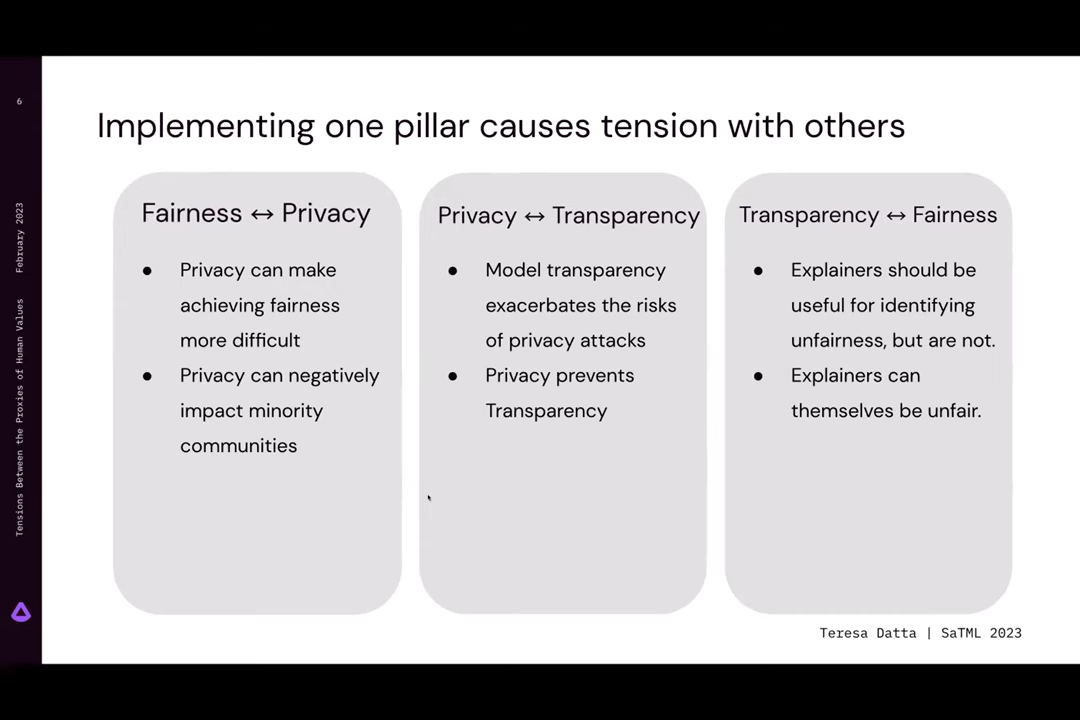 6
February 2023
Tensions Between the Proxies of Human Values
Implementing one pillar causes tension with others
Fairness ↔ Privacy
● Privacy can make
achieving fairness
more difficult
● Privacy can negatively
impact minority
communities
Privacy ↔ Transparency
● Model transparency
exacerbates the risks
of privacy attacks
● Privacy prevents
Transparency
Transparency ↔ Fairness
● Explainers should be
useful for identifying
unfairness, but are not.
● Explainers can
themselves be unfair.
Teresa Datta | SaTML 2023